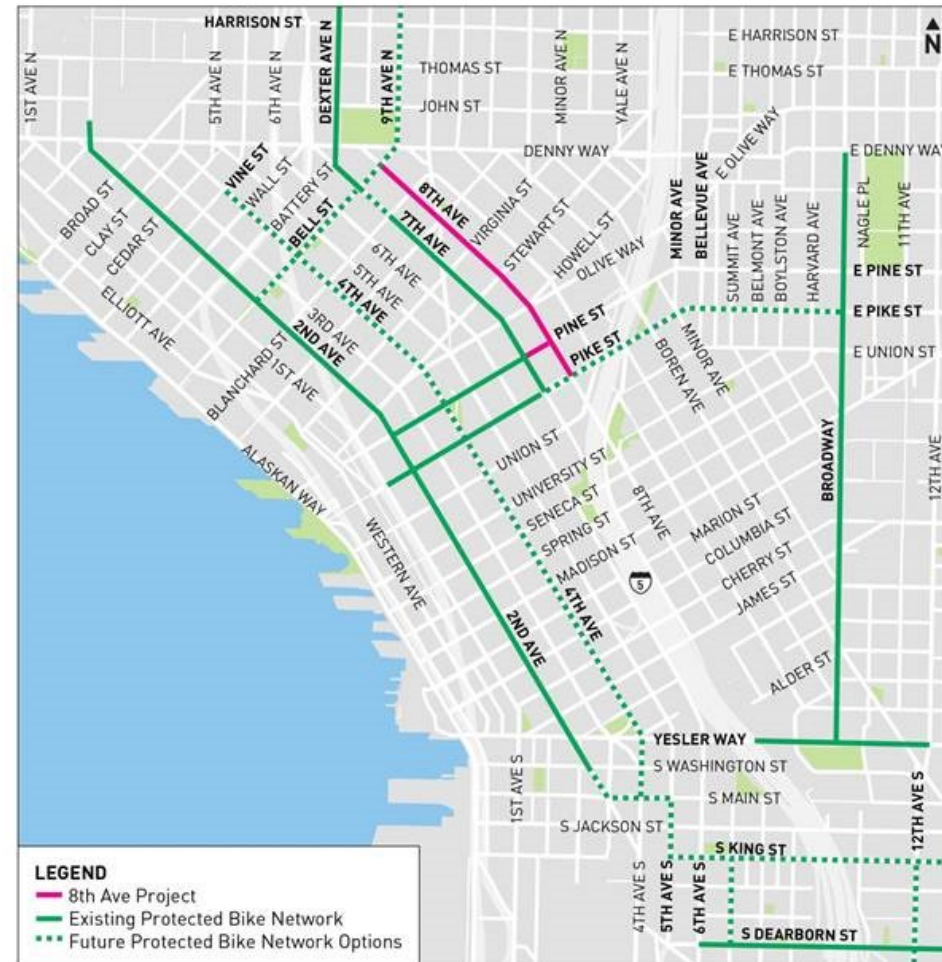 HARRISON ST
1ST AVE N
5TH AVE N
6TH AVE N
DEXTER AVE N
9TH AVE N
THOMAS ST
JOHN ST
MINOR AVE N
YALE AVE N
E HARRISON ST
E THOMAS ST
N
DENNY WAY
E OLIVE WAY
E DENNY WAY
VINE ST
WALL ST
BATTERY ST
BELL ST
BROAD ST
CLAY ST
CEDAR ST
8TH AVE
7TH AVE
VIRGINIA ST
STEWART ST
HOWELL ST
OLIVE WAY
MINOR AVE
BELLEVUE AVE
SUMMIT AVE
BELMONT AVE
BOYLSTON AVE
HARVARD AVE
NAGLE PL
11TH AVE
6TH AVE
5TH AVE
4TH AVE
3RD AVE
2ND AVE
1ST AVE
ELLIOTT AVE
BLANCHARD ST
E PINE ST
PINE ST
PIKE ST
E PIKE ST
MINOR AVE
BOREN AVE
E UNION ST
ALASKAN WAY
WESTERN AVE
UNION ST
UNIVERSITY ST
SENECA ST
SPRING ST
MADISON ST
8TH AVE
MARION ST
COLUMBIA ST
CHERRY ST
JAMES ST
BROADWAY
12TH AVE
5
4TH AVE
2ND AVE
ALDER ST
YESLER WAY
S WASHINGTON ST
1ST AVE S
S MAIN ST
S JACKSON ST
12TH AVE S
S KING ST
4TH AVE S
5TH AVE S
6TH AVE S
S DEARBORN ST
LEGEND
8th Ave Project
Existing Protected Bike Network
Future Protected Bike Network Options